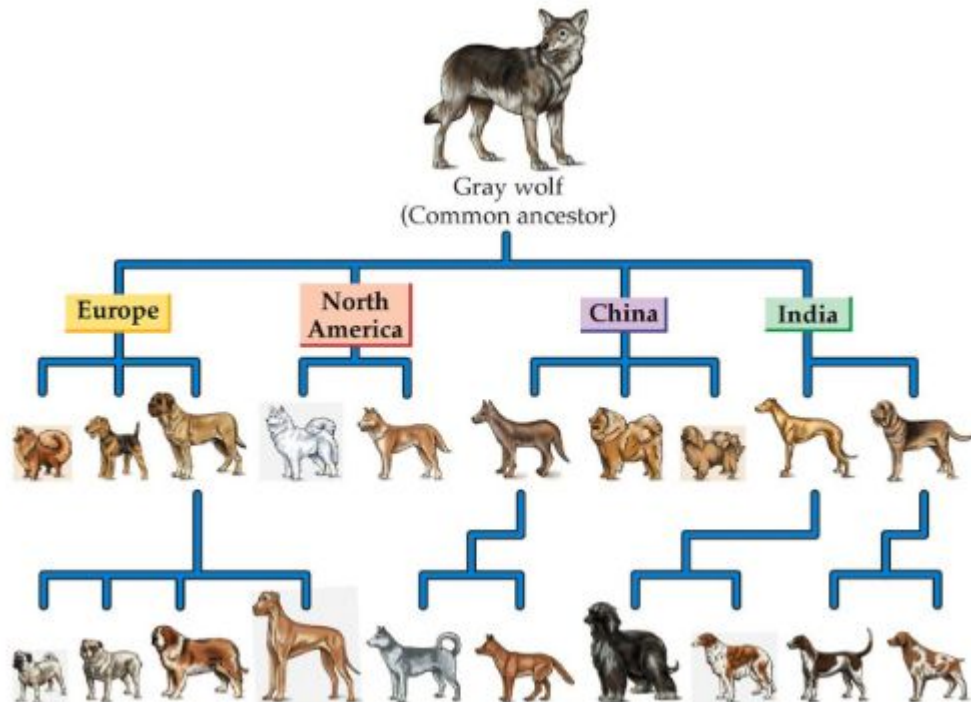 Gray wolf
(Common ancestor)
Europe
North
America
China
India